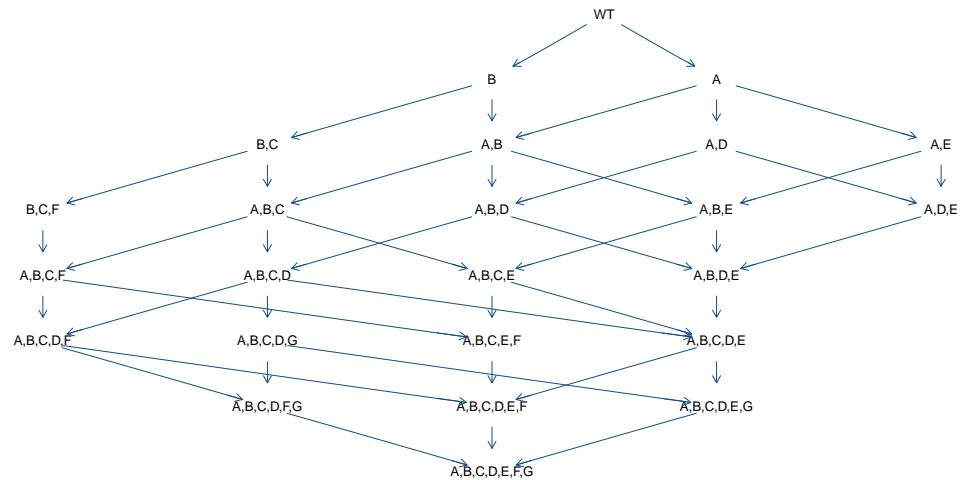 WT
B
A
B,C
A,B
A,D
A,E
B,C,F
A,B,C
A,B,D
A,B,E
A,D,E
A,B,C,F
A,B,C,D
A,B,C,E
A,B,D,E
A,B,C,D,F
A,B,C,D,G
A,B,C,E,F
A,B,C,D,E
A,B,C,D,F,G
A,B,C,D,E,F
A,B,C,D,E,G
A,B,C,D,E,F,G